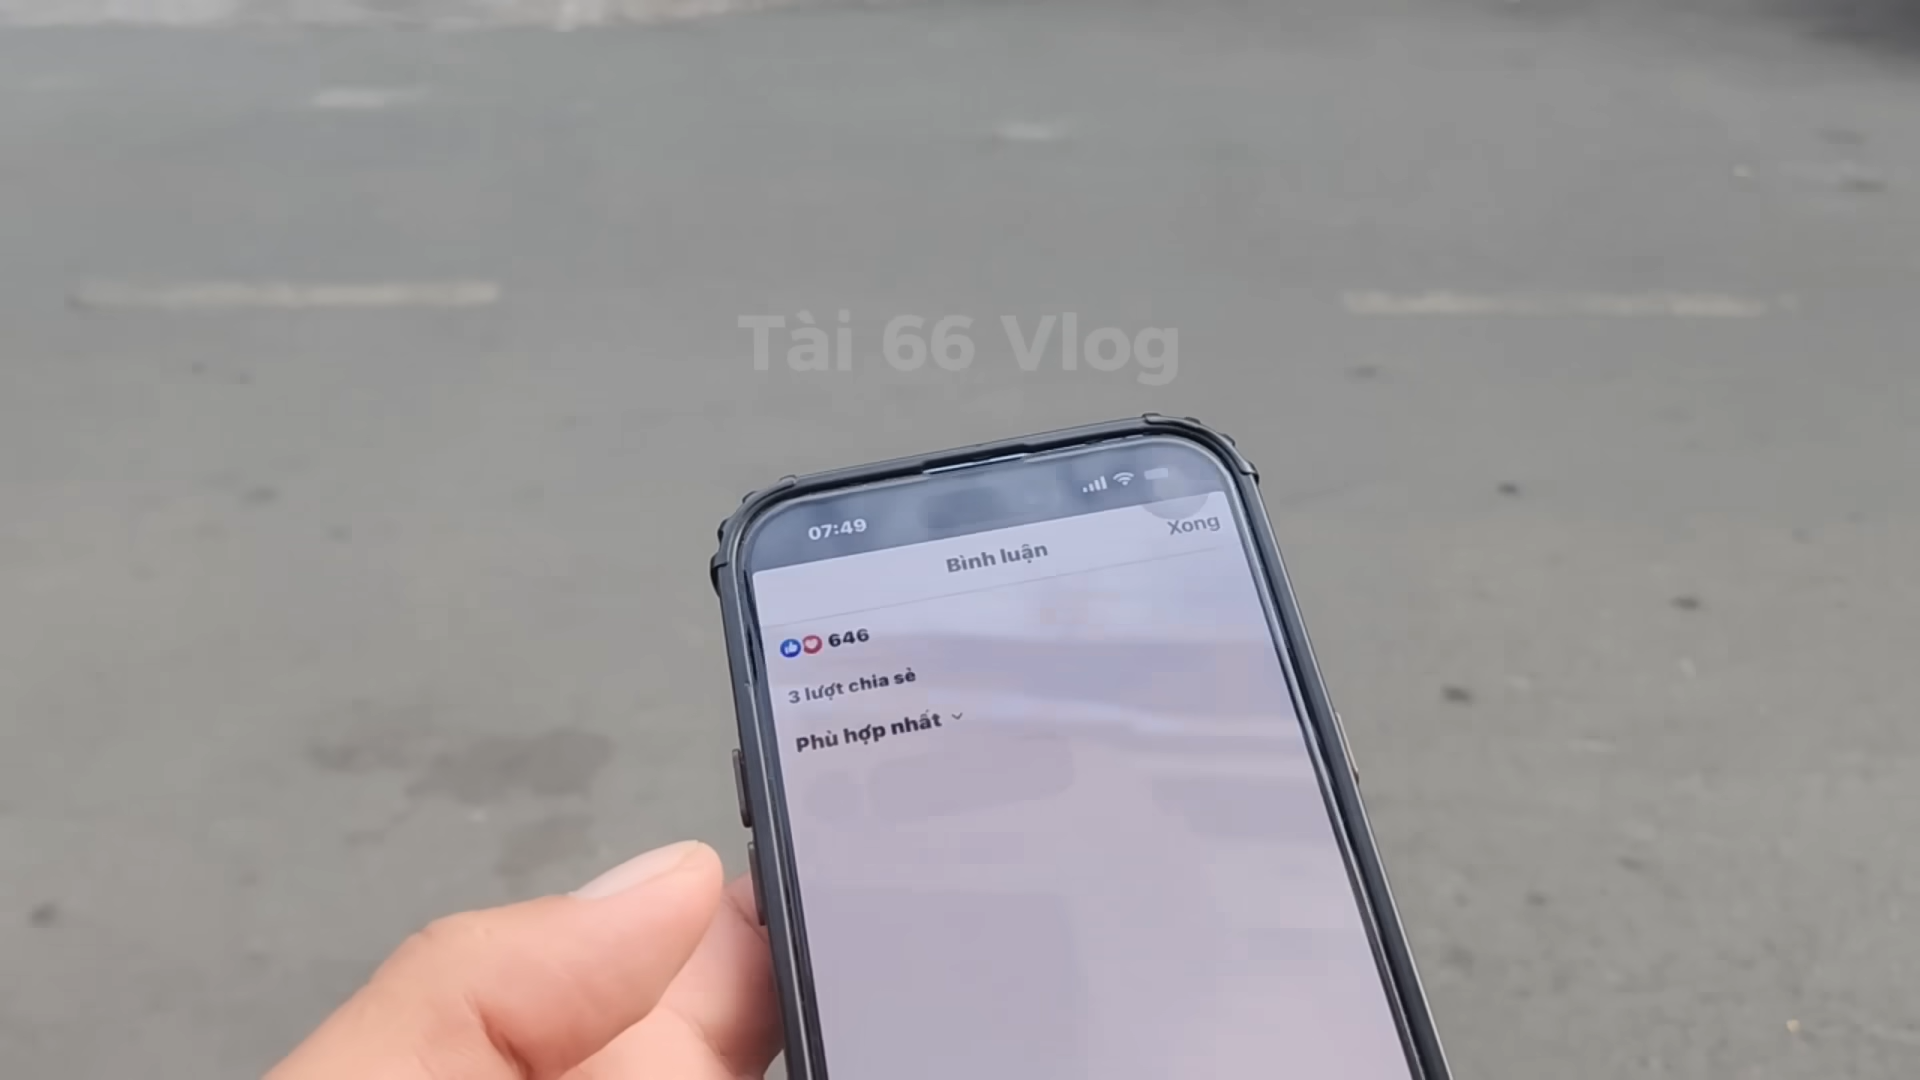 Tài 66 Vlog
07:49
Xong
Bình luận
646
3 lượt chia sẻ
Phù hợp nhất